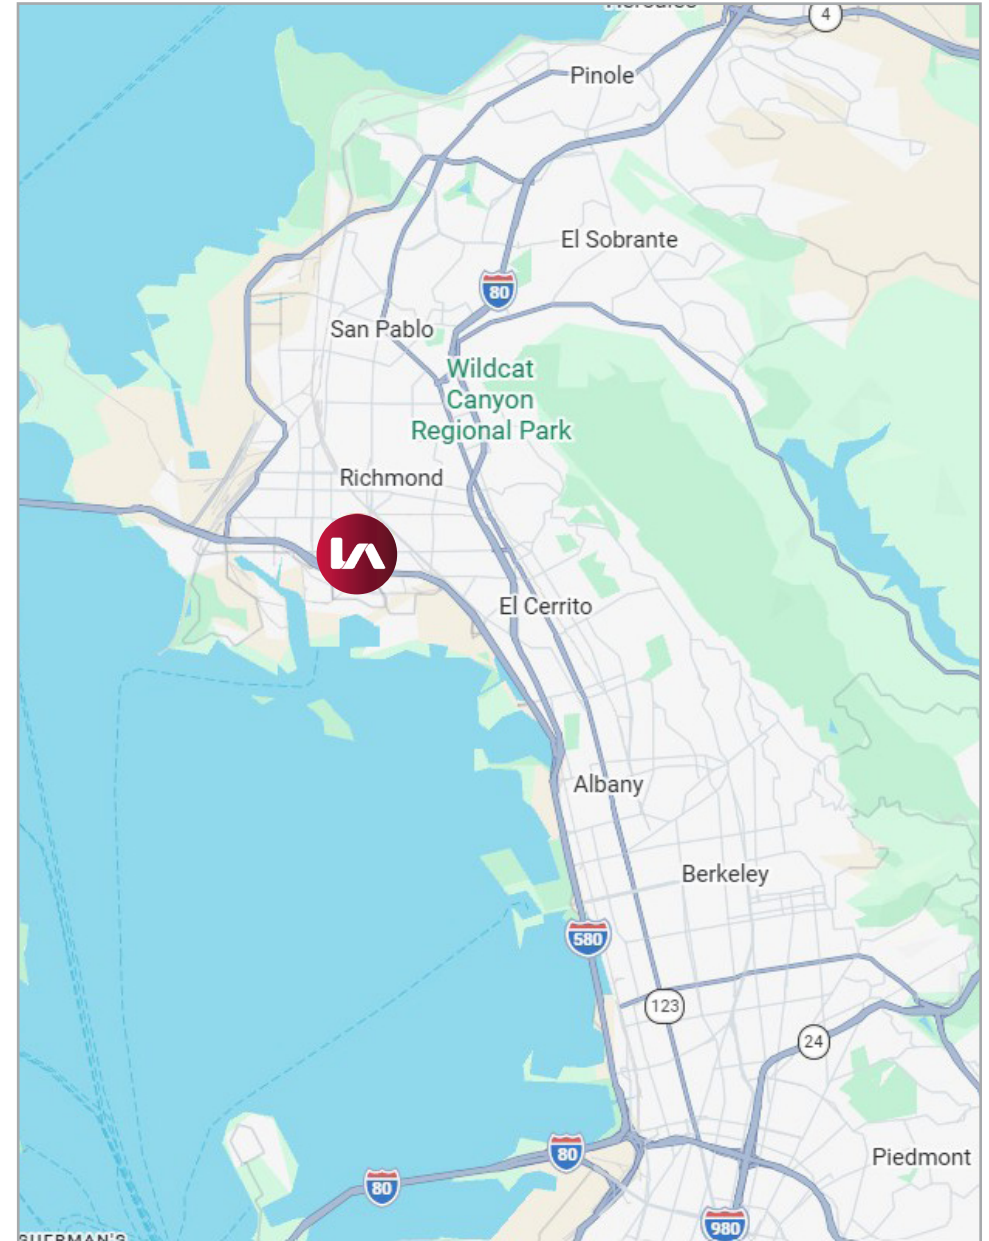 Hercules
4
Pinole
El Sobrante
80
San Pablo
Wildcat
Canyon
Regional Park
Richmond
El Cerrito
Albany
Berkeley
580
123
24
80
Piedmont
80
980